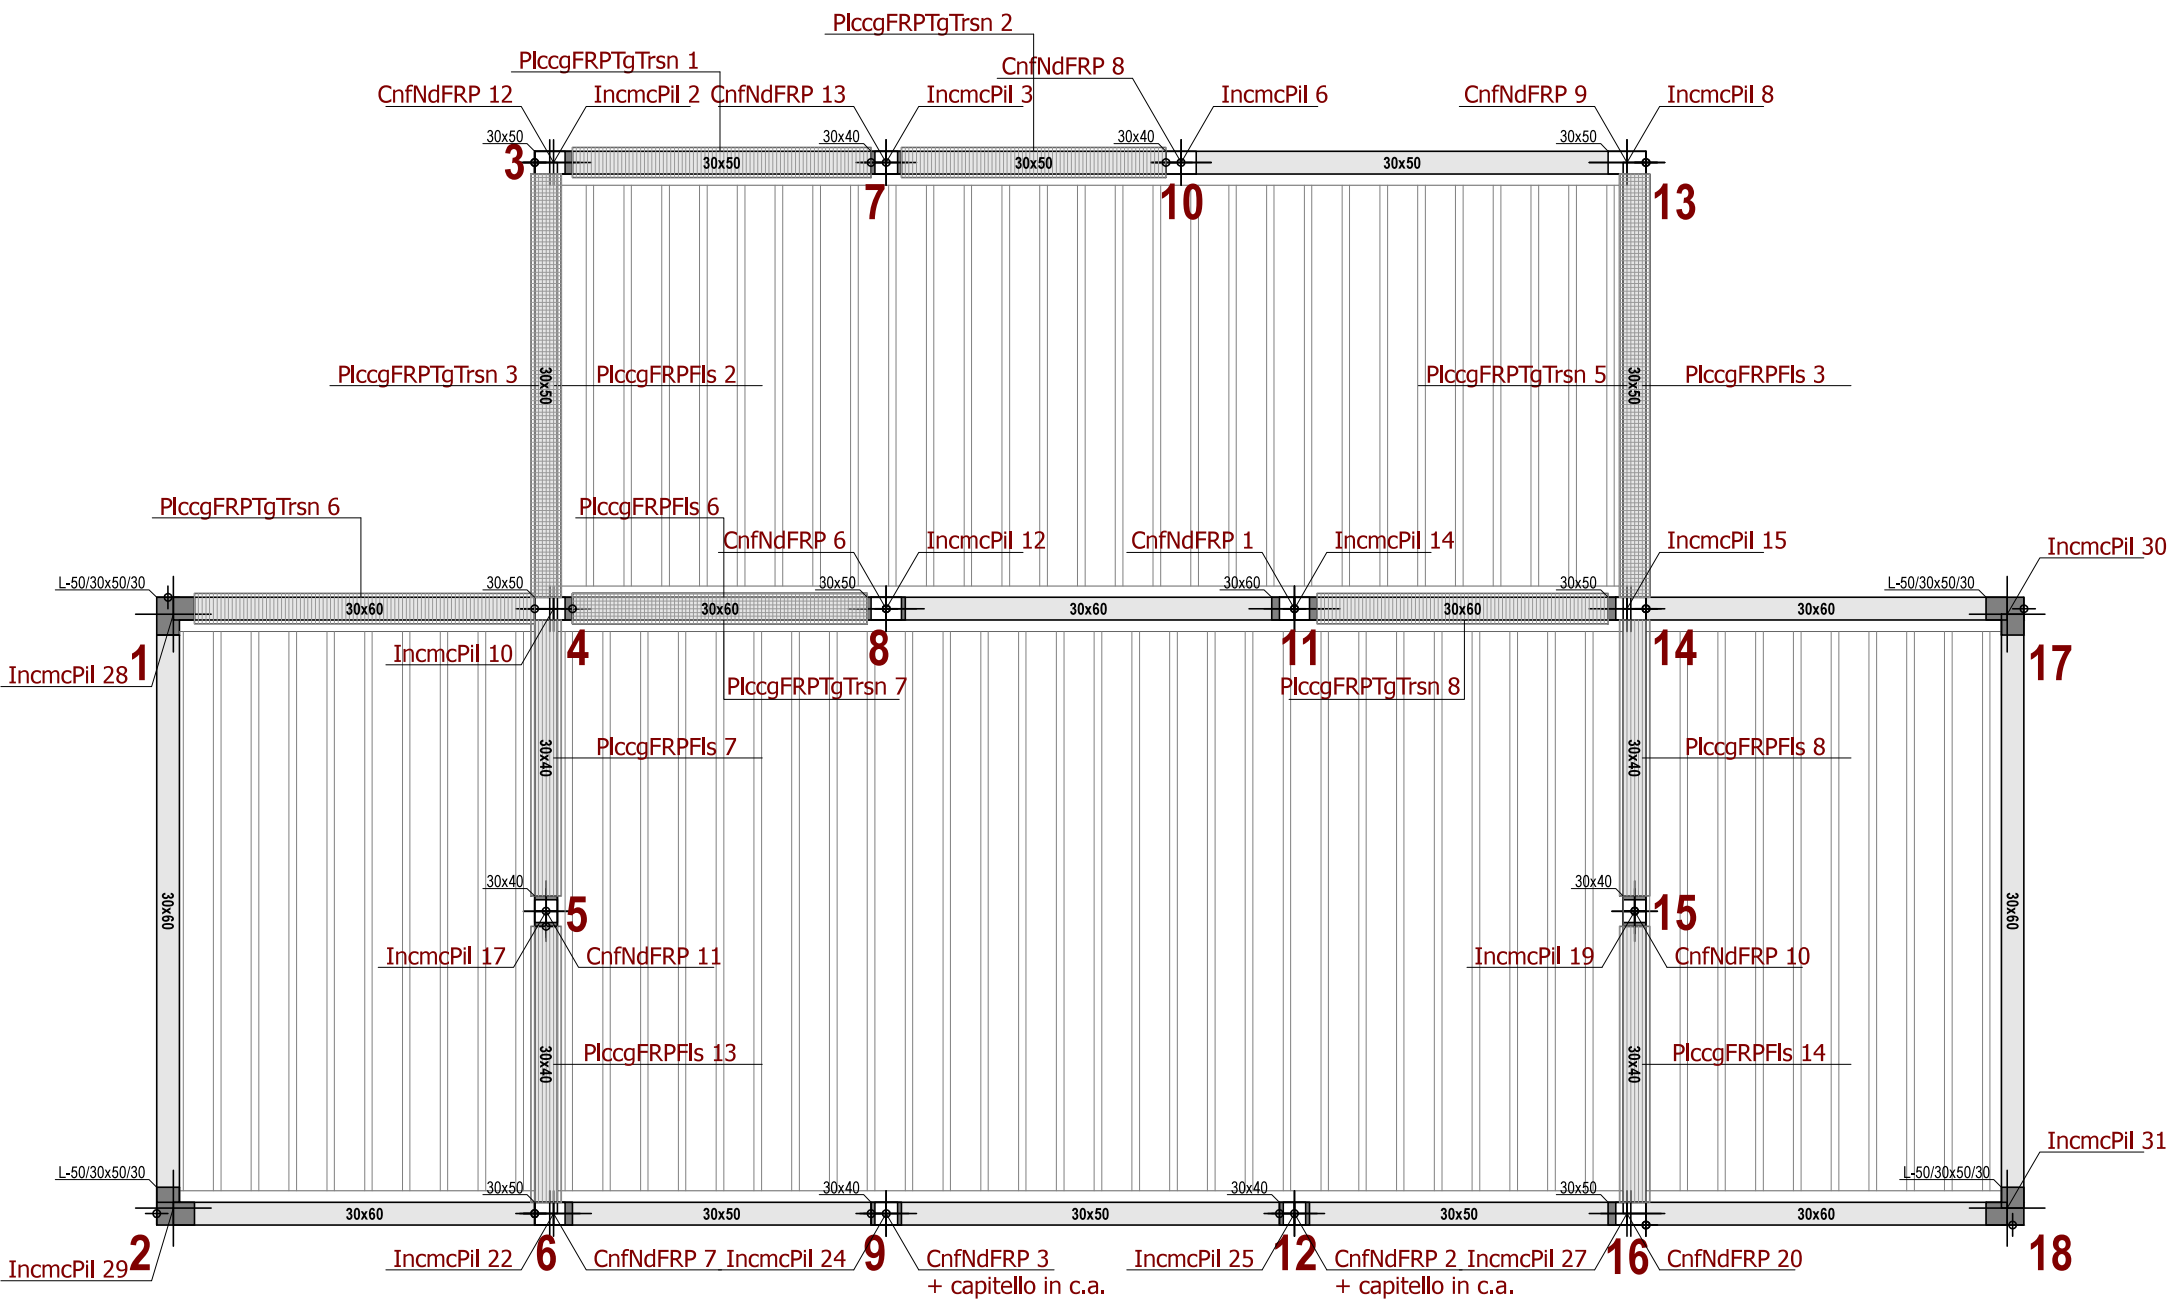 PlccgFRPTgTrsn 2
PlccgFRPTgTrsn 1
CnfNdFRP 8
CnfNdFRP 12
IncmcPil 2
CnfNdFRP 13
IncmcPil 3
IncmcPil 6
CnfNdFRP 9
IncmcPil 8
30x50
30x40
30x40
30x50
3
30x50
30x50
30x50
7
10
13
PlccgFRPTgTrsn 3
30x50
PlccgFRPFls 2
PlccgFRPTgTrsn 5
30x50
PlccgFRPFls 3
PlccgFRPTgTrsn 6
PlccgFRPFls 6
CnfNdFRP 6
IncmcPil 12
CnfNdFRP 1
IncmcPil 14
IncmcPil 15
IncmcPil 30
L-50/30x50/30
30x50
30x50
30x60
30x50
L-50/30x50/30
30x60
30x60
30x60
30x60
30x60
1
IncmcPil 28
IncmcPil 10
4
8
11
14
17
PlccgFRPTgTrsn 7
PlccgFRPTgTrsn 8
30x40
PlccgFRPFls 7
30x40
PlccgFRPFls 8
30x60
30x40
5
30x40
15
30x60
IncmcPil 17
CnfNdFRP 11
IncmcPil 19
CnfNdFRP 10
30x40
PlccgFRPFls 13
30x40
PlccgFRPFls 14
IncmcPil 31
L-50/30x50/30
30x50
30x40
30x40
30x50
L-50/30x50/30
30x60
30x50
30x50
30x50
30x60
2
IncmcPil 29
IncmcPil 22
6
CnfNdFRP 7
IncmcPil 24
9
CnfNdFRP 3
+ capitello in c.a.
IncmcPil 25
12
CnfNdFRP 2
+ capitello in c.a.
IncmcPil 27
16
CnfNdFRP 20
18